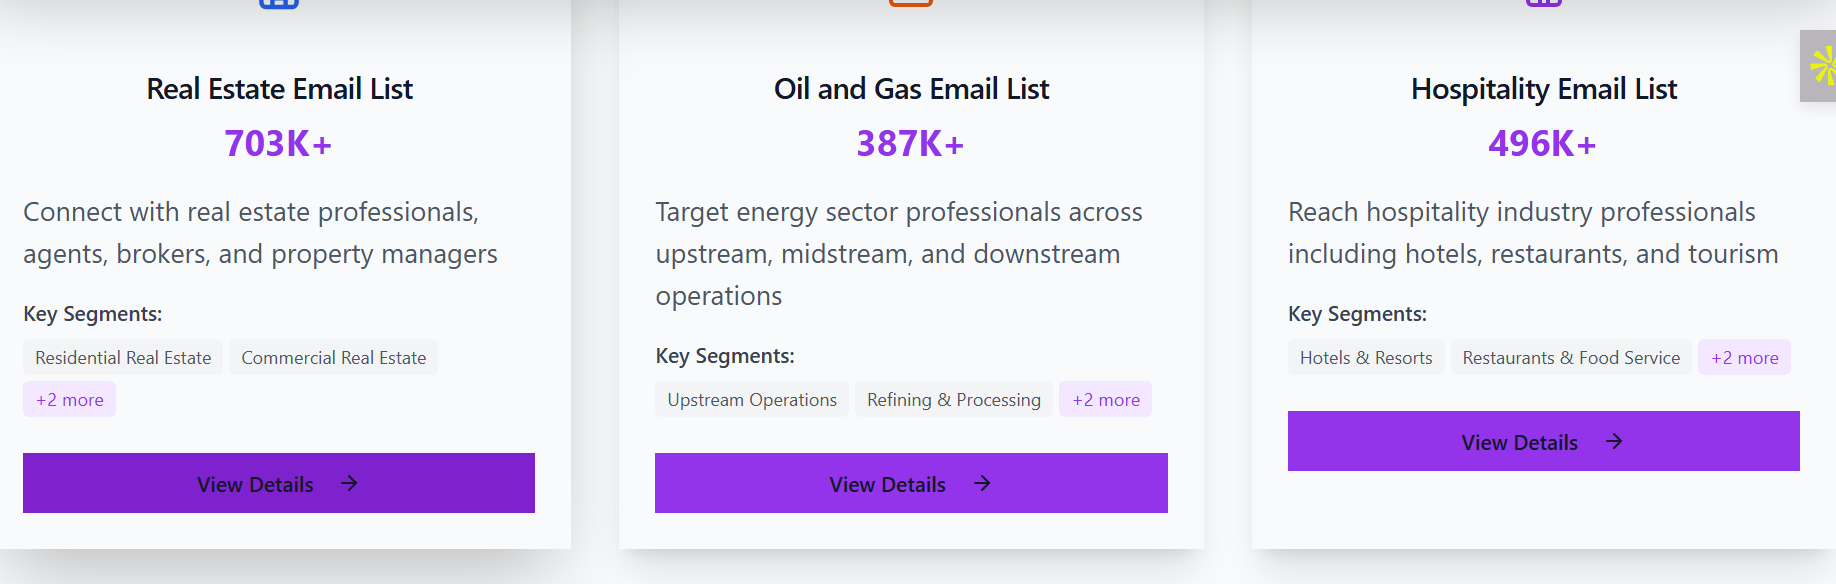 Real Estate Email List
703K+
Connect with real estate professionals,
agents, brokers, and property managers
Key Segments:
Residential Real Estate
Commercial Real Estate
+2 more
View Details
Oil and Gas Email List
387K+
Target energy sector professionals across
upstream, midstream, and downstream
operations
Key Segments:
Upstream Operations
Refining & Processing
+2 more
View Details
Hospitality Email List
496K+
Reach hospitality industry professionals
including hotels, restaurants, and tourism
Key Segments:
Hotels & Resorts
Restaurants & Food Service
+2 more
View Details